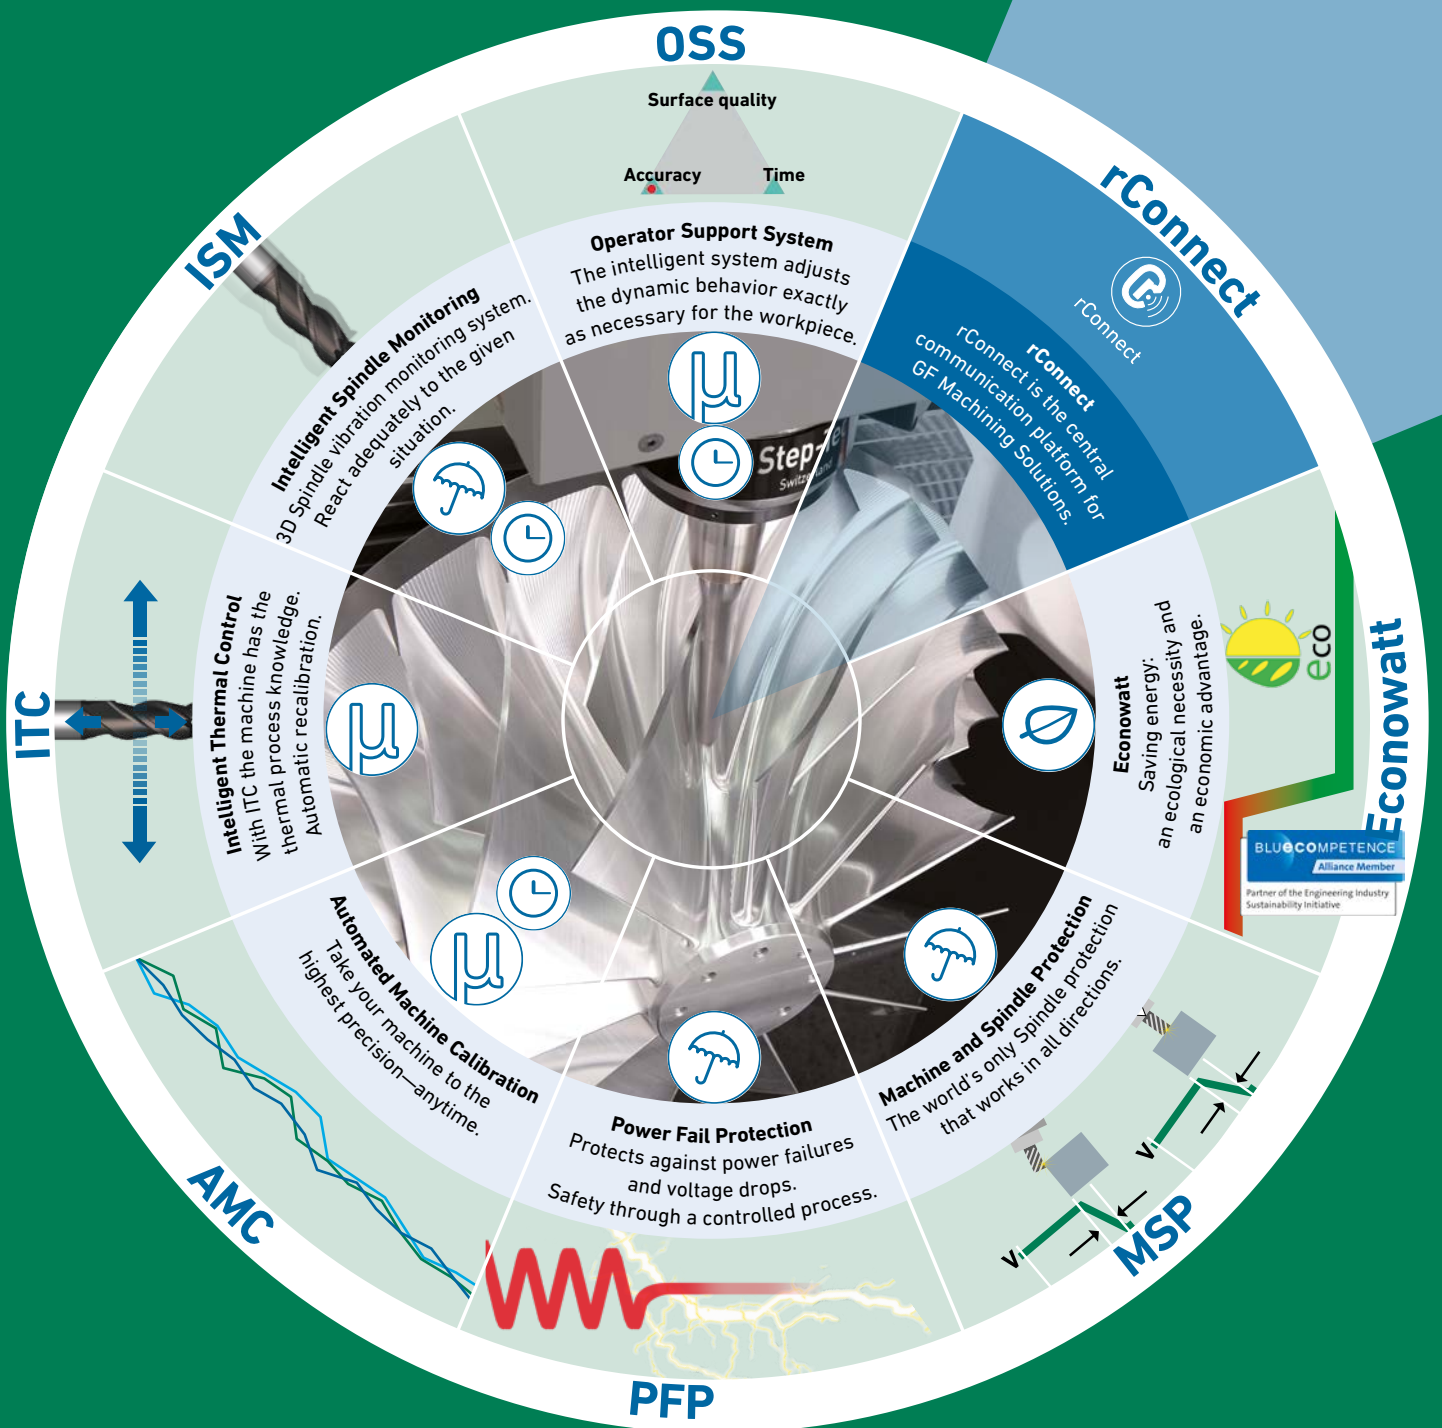 OSS
Surface quality
Accuracy
Time
Operator Support System
The intelligent system adjusts
the dynamic behavior exactly
as necessary for the workpiece.
rConnect
rConnect
rConnect
rConnect is the central
communication platform for
GF Machining Solutions.
Econowatt
eco
Econowatt
Saving energy:
an ecological necessity and
an economic advantage.
BLUeCOMPETENCE
Alliance Member
Partner of the Engineering Industry
Sustainability Initiative
MSP
V
V
Machine and Spindle Protection
The world's only Spindle protection
that works in all directions.
PFP
Power Fail Protection
Protects against power failures
and voltage drops.
Safety through a controlled process.
AMC
Automated Machine Calibration
Take your machine to the
highest precision—anytime.
ITC
Intelligent Thermal Control
With ITC the machine has the
thermal process knowledge.
Automatic recalibration.
ISM
Intelligent Spindle Monitoring
3D Spindle vibration monitoring system.
React adequately to the given
situation.
µ
µ
µ